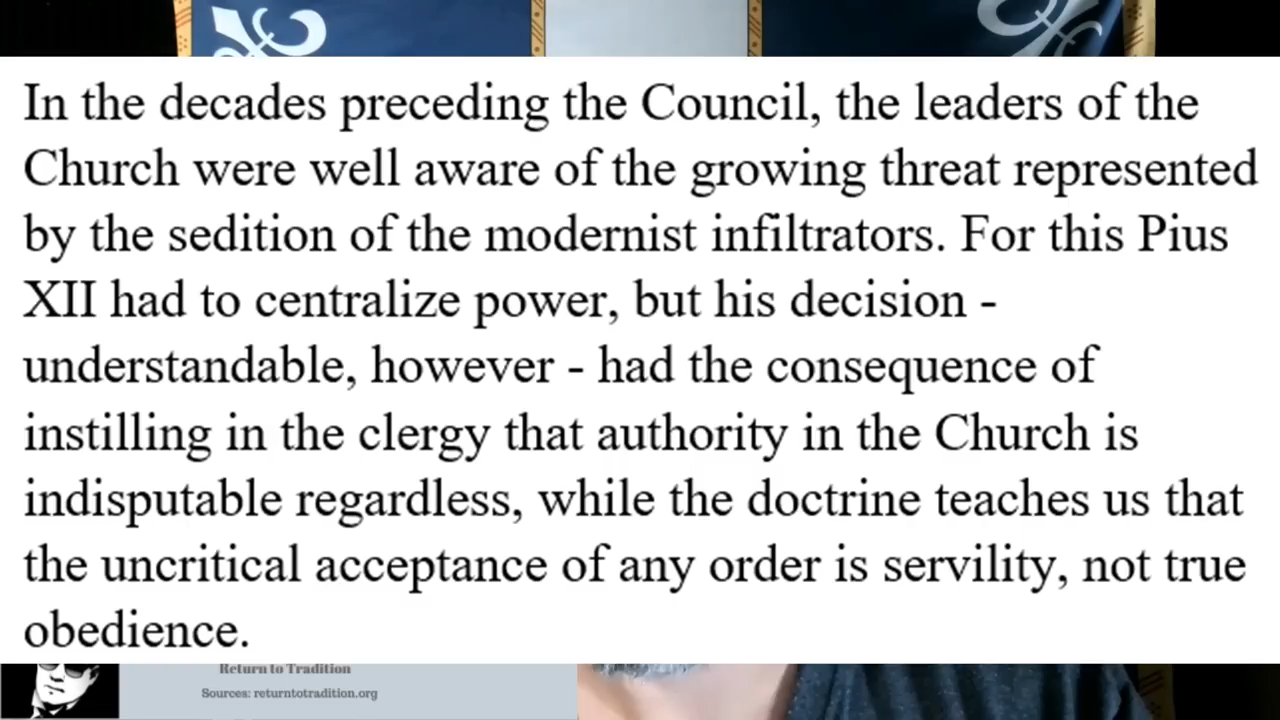 In the decades preceding the Council, the leaders of the
Church were well aware of the growing threat represented
by the sedition of the modernist infiltrators. For this Pius
XII had to centralize power, but his decision -
understandable, however - had the consequence of
instilling in the clergy that authority in the Church is
indisputable regardless, while the doctrine teaches us that
the uncritical acceptance of any order is servility, not true
obedience.
Return to Tradition
Sources: returntotradition.org